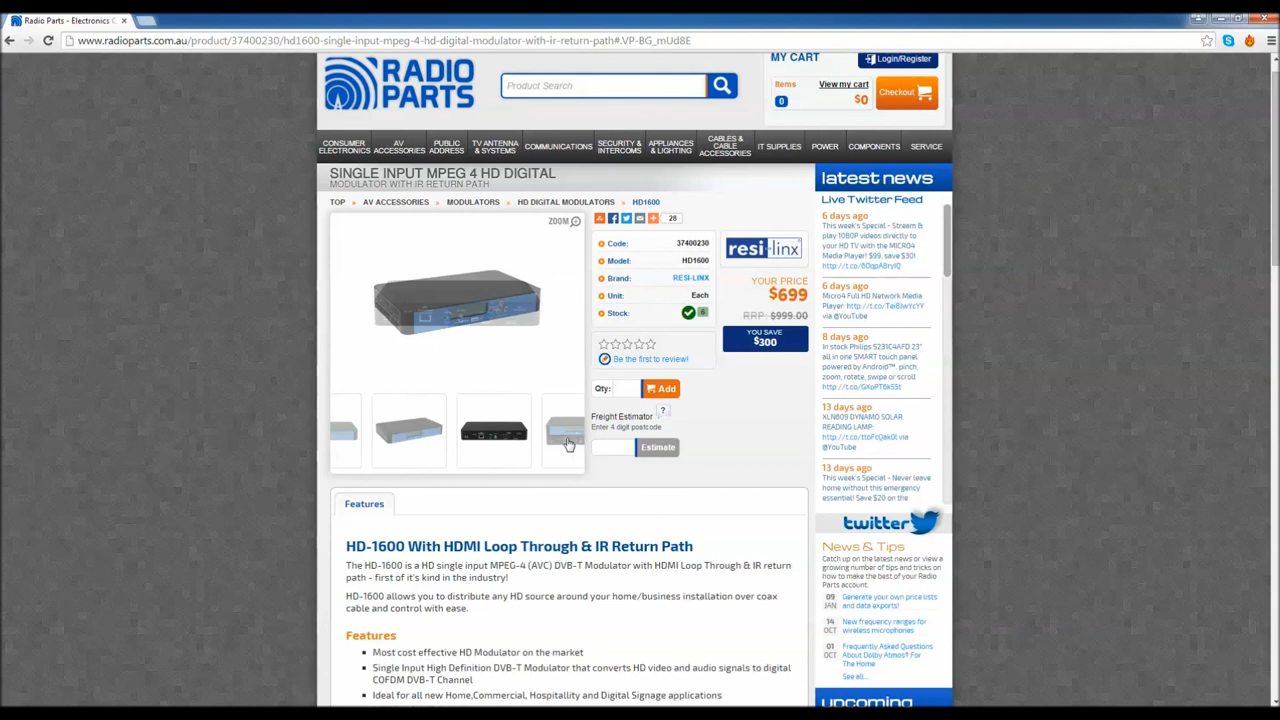 Radio Parts - Electronics C
www.radioparts.com.au/product/37400230/hd1600-single-input-mpeg-4-hd-digital-modulator-with-ir-return-path#.VP-BG_mUd8E
RADIO
PARTS
Product Search
MY CART
Login/Register
Items
View my cart
0
$0
Checkout
CONSUMER
ELECTRONICS
AV
ACCESSORIES
PUBLIC
ADDRESS
TV ANTENNA
& SYSTEMS
COMMUNICATIONS
SECURITY &
INTERCOMS
APPLIANCES
& LIGHTING
CABLES &
CABLE
ACCESSORIES
IT SUPPLIES
POWER
COMPONENTS
SERVICE
SINGLE INPUT MPEG 4 HD DIGITAL
MODULATOR WITH IR RETURN PATH
TOP
AV ACCESSORIES
MODULATORS
HD DIGITAL MODULATORS
HD1600
ZOOM
28
Code: 37400230
Model: HD1600
Brand: RESI-LINX
Unit: Each
Stock: 6
Be the first to review!
resi-linx
YOUR PRICE
$699
RRP: $999.00
YOU SAVE
$300
Qty:
Add
Freight Estimator ?
Enter 4 digit postcode
Estimate
Features
HD-1600 With HDMI Loop Through & IR Return Path
The HD-1600 is a HD single input MPEG-4 (AVC) DVB-T Modulator with HDMI Loop Through & IR return
path - first of it's kind in the industry!
HD-1600 allows you to distribute any HD source around your home/business installation over coax
cable and control with ease.
Features
Most cost effective HD Modulator on the market
Single Input High Definition DVB-T Modulator that converts HD video and audio signals to digital
COFDM DVB-T Channel
Ideal for all new Home,Commercial, Hospitallity and Digital Signage applications
latest news
Live Twitter Feed
6 days ago
This week's Special - Stream &
play 1080P videos directly to
your HD TV with the MICRO4
Media Player! $99, save $30!
6 days ago
Micro4 Full HD Network Media
Player:
via @YouTube
8 days ago
In stock Philips S231C4AFD 23"
all in one SMART touch panel
powered by Android™. pinch,
zoom, rotate, swipe or scroll
13 days ago
XLN609 DYNAMO SOLAR
READING LAMP:
via
@YouTube
13 days ago
This week's Special - Never leave
home without this emergency
essential! Save $20 on the
twitter
News & Tips
Catch up on the latest news or view a
growing number of tips and tricks on
how to make the best of your Radio
Parts account.
09
JAN
Generate your own price lists
and data exports!
14
OCT
New frequency ranges for
wireless microphones
01
OCT
Frequently Asked Questions
About Dolby Atmos® For
The Home
See all...
upcoming